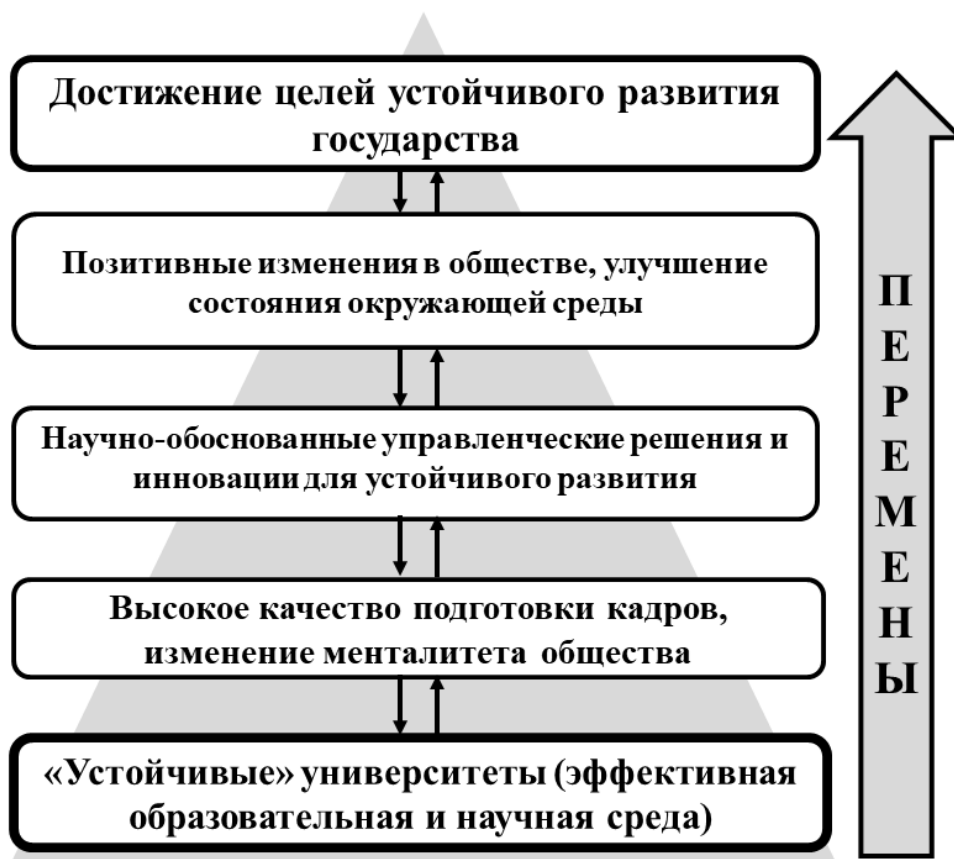 Достижение целей устойчивого развития
государства
Позитивные изменения в обществе, улучшение
состояния окружающей среды
Научно-обоснованные управленческие решения и
инновации для устойчивого развития
Высокое качество подготовки кадров,
изменение менталитета общества
«Устойчивые» университеты (эффективная
образовательная и научная среда)
ПЕРЕМЕНЫ